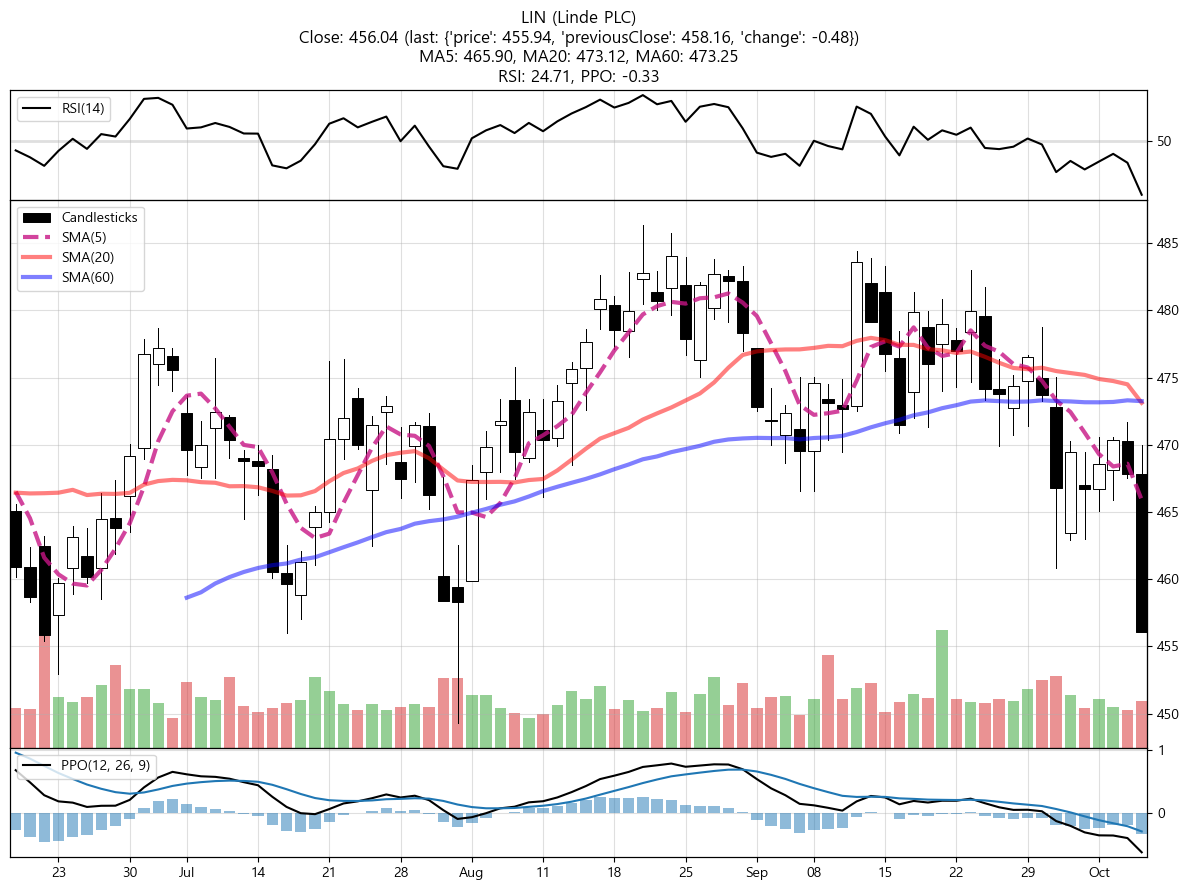 LIN (Linde PLC)
Close: 456.04 (last: {'price': 455.94, 'previousClose': 458.16, 'change': -0.48})
MA5: 465.90, MA20: 473.12, MA60: 473.25
RSI: 24.71, PPO: -0.33
RSI(14)
50
Candlesticks
SMA(5)
SMA(20)
SMA(60)
485
480
475
470
465
460
455
450
PPO(12, 26, 9)
1
0
23 30 Jul 14 21 28 Aug 11 18 25 Sep 08 15 22 29 Oct